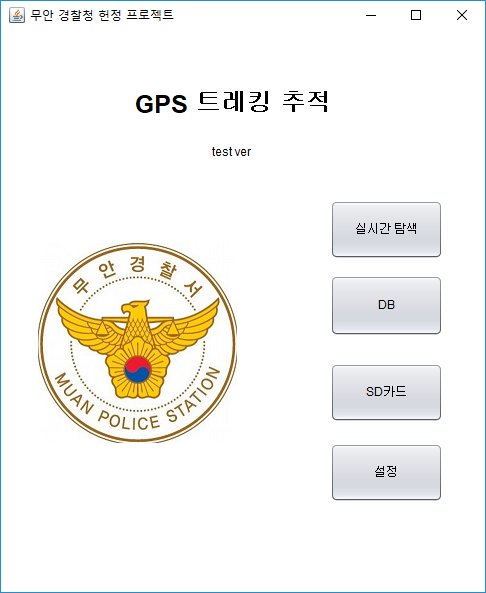 무안 경찰청 헌정 프로젝트
GPS 트레킹 추적
test ver
실시간 탐색
DB
SD카드
설정
무안경찰서
MUAN POLICE STATION